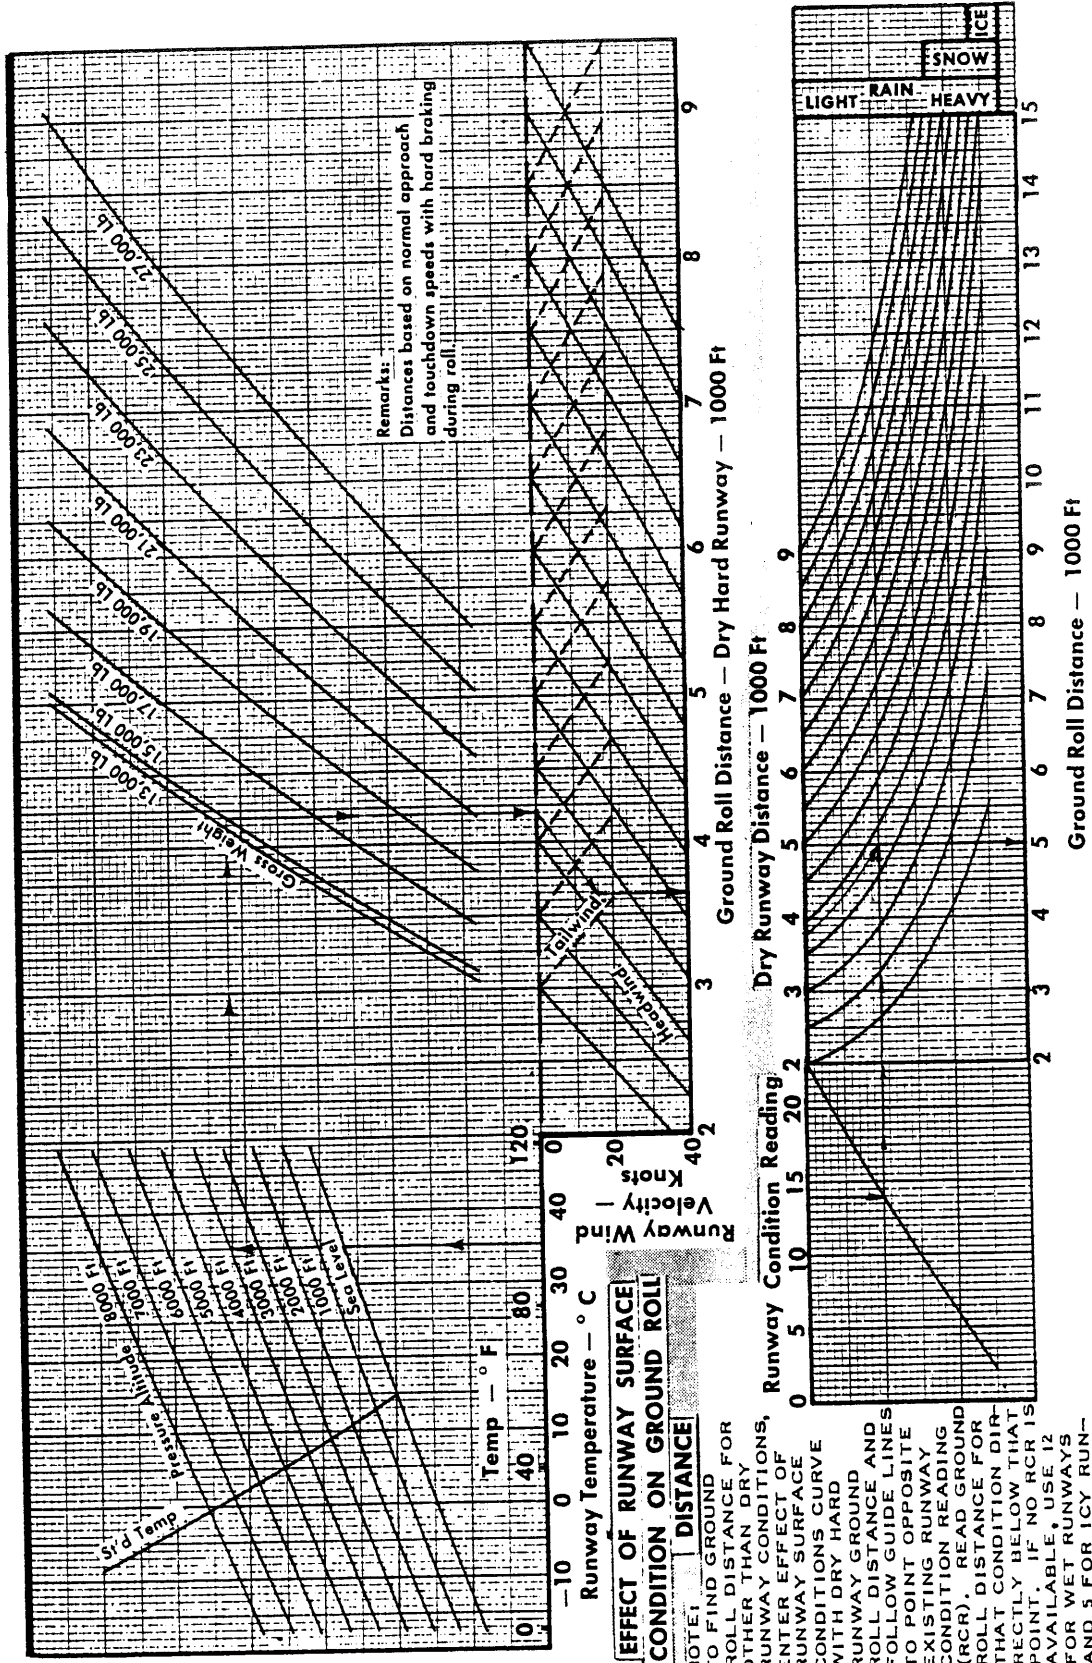 13,000 Lb
15,000 Lb
17,000 Lb
19,000 Lb
21,000 Lb
23,000 Lb
25,000 Lb
27,000 Lb
Gross Weight
Remarks:
Distances based on normal approach
and touchdown speeds with hard braking
during roll.
8000 Ft
7000 Ft
6000 Ft
5000 Ft
4000 Ft
3000 Ft
2000 Ft
1000 Ft
Sea Level
Pressure Altitude
St'd Temp
Temp — ° F
0 40 80 120
-10 0 10 20 30 40
Runway Temperature — ° C
Tailwind
Headwind
0
20
40
Runway Wind
Velocity —
Knots
2 3 4 5 6 7 8 9
Ground Roll Distance — Dry Hard Runway — 1000 Ft
EFFECT OF RUNWAY SURFACE
CONDITION ON GROUND ROLL
DISTANCE
NOTE:
TO FIND GROUND
ROLL DISTANCE FOR
OTHER THAN DRY
RUNWAY CONDITIONS,
ENTER EFFECT OF
RUNWAY SURFACE
CONDITIONS CURVE
WITH DRY HARD
RUNWAY GROUND
ROLL DISTANCE AND
FOLLOW GUIDE LINES
TO POINT OPPOSITE
EXISTING RUNWAY
CONDITION READING
(RCR). READ GROUND
ROLL DISTANCE FOR
THAT CONDITION DIR-
RECTLY BELOW THAT
POINT. IF NO RCR IS
AVAILABLE, USE 12
FOR WET RUNWAYS
AND 5 FOR ICY RUN-
Runway Condition Reading
0 5 10 15 20
Dry Runway Distance — 1000 Ft
2 3 4 5 6 7 8 9
LIGHT RAIN HEAVY
SNOW
ICE
2 3 4 5 6 7 8 9 10 11 12 13 14 15
Ground Roll Distance — 1000 Ft